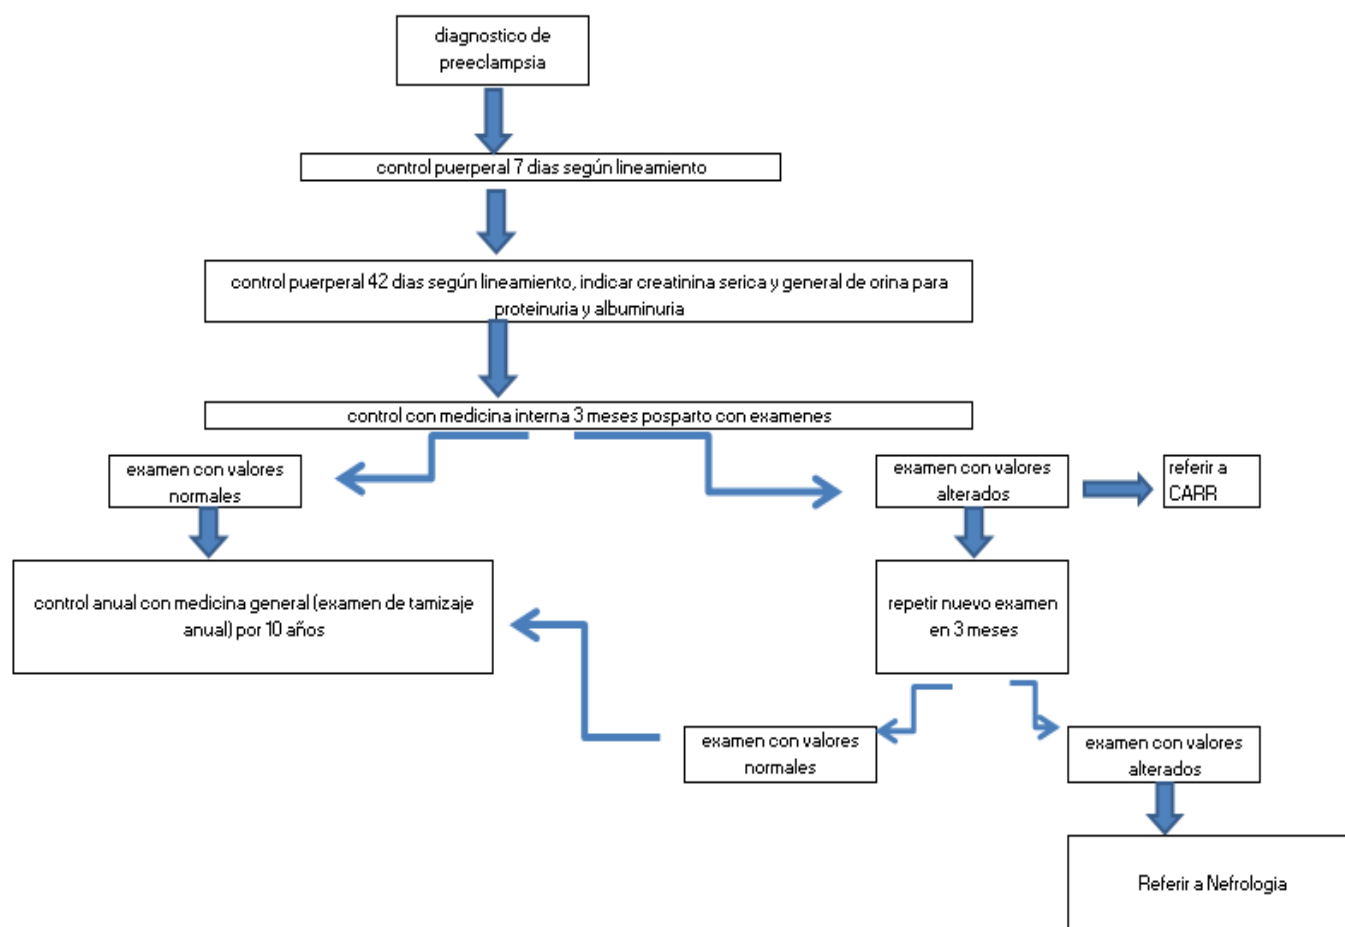 diagnostico de
preeclampsia
control puerperal 7 dias según lineamiento
control puerperal 42 dias según lineamiento, indicar creatinina serica y general de orina para
proteinuria y albuminuria
control con medicina interna 3 meses posparto con examenes
examen con valores
normales
examen con valores
alterados
referir a
CARR
control anual con medicina general (examen de tamizaje
anual) por 10 años
repetir nuevo examen
en 3 meses
examen con valores
normales
examen con valores
alterados
Referir a Nefrologia